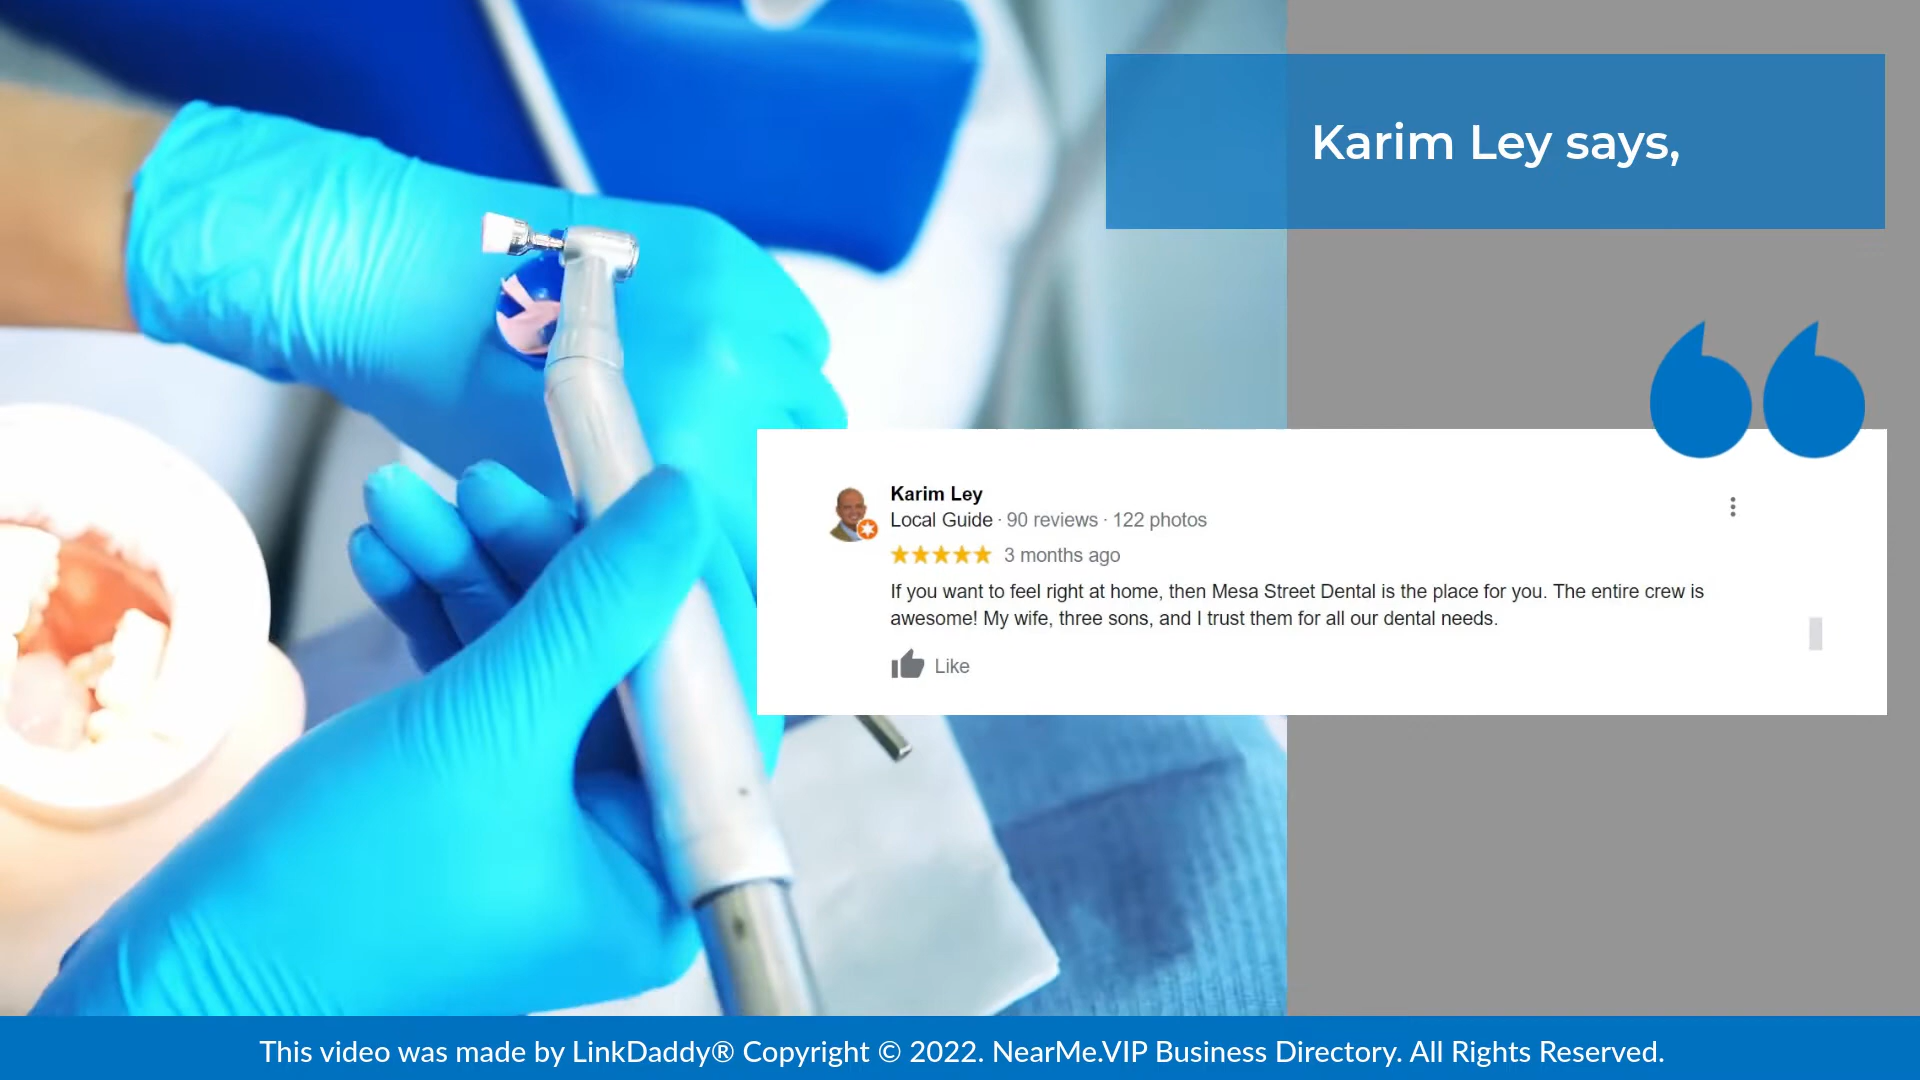 Karim Ley says,
Karim Ley
Local Guide · 90 reviews · 122 photos
3 months ago
If you want to feel right at home, then Mesa Street Dental is the place for you. The entire crew is
awesome! My wife, three sons, and I trust them for all our dental needs.
Like
This video was made by LinkDaddy® Copyright © 2022. NearMe.VIP Business Directory. All Rights Reserved.